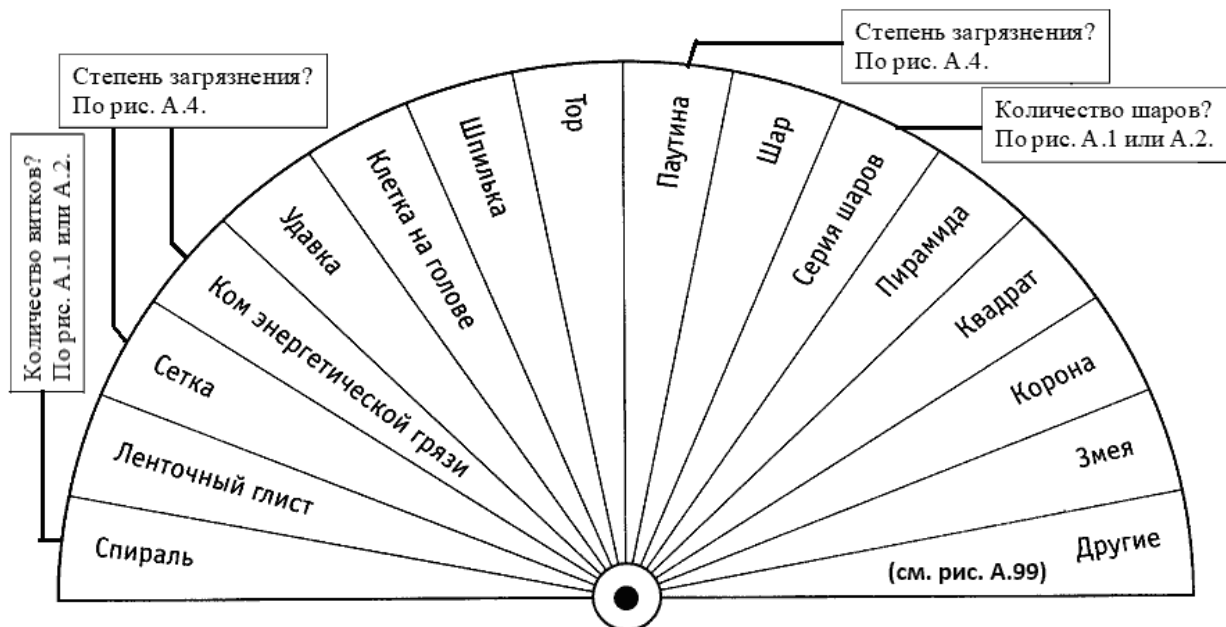 Степень загрязнения?
По рис. А.4.
Степень загрязнения?
По рис. А.4.
Количество шаров?
По рис. А.1 или А.2.
Количество витков?
По рис. А.1 или А.2.
Спираль
Ленточный глист
Сетка
Ком энергетической грязи
Удавка
Клетка на голове
Шпилька
Тор
Паутина
Шар
Серия шаров
Пирамида
Квадрат
Корона
Змея
Другие
(см. рис. А.99)